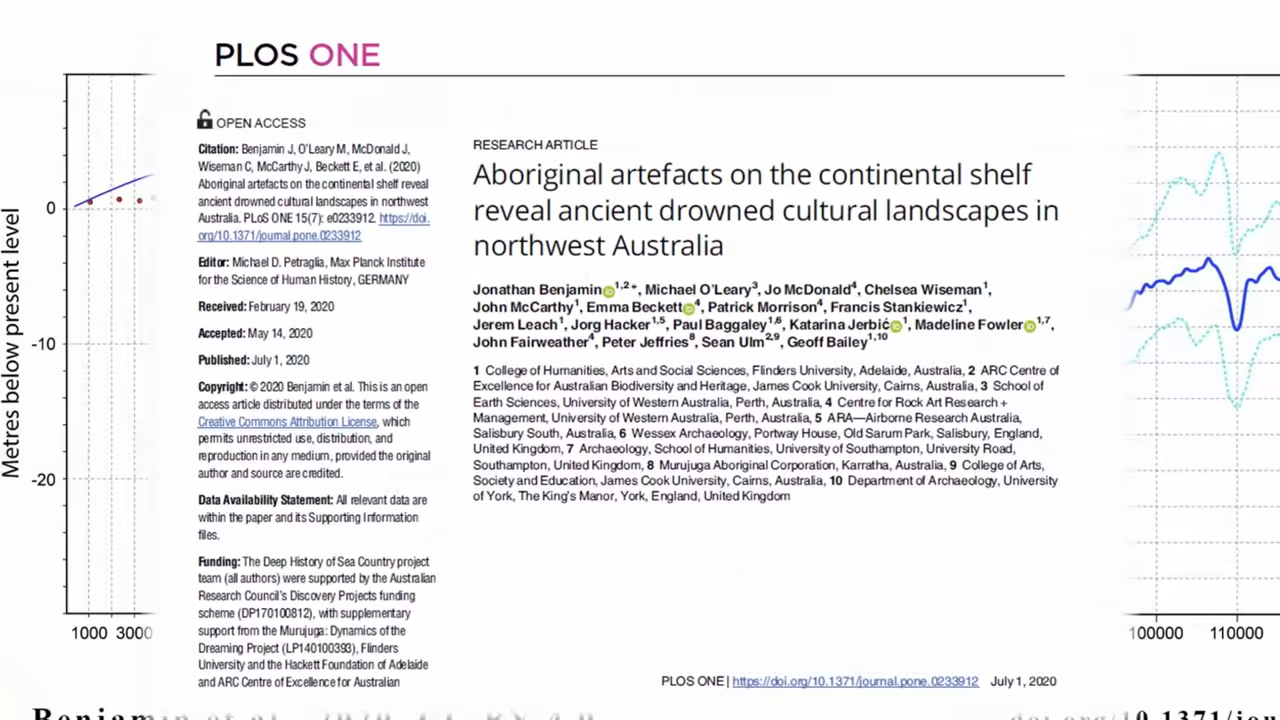 PLOS ONE
OPEN ACCESS
Citation: Benjamin J, O'Leary M, McDonald J,
Wiseman C, McCarthy J, Beckett E, et al. (2020)
Aboriginal artefacts on the continental shelf reveal
ancient drowned cultural landscapes in northwest
Australia. PLoS ONE 15(7): e0233912. https://doi.
org/10.1371/journal.pone.0233912
Editor: Michael D. Petraglia, Max Planck Institute
for the Science of Human History, GERMANY
Received: February 19, 2020
Accepted: May 14, 2020
Published: July 1, 2020
Copyright: © 2020 Benjamin et al. This is an open
access article distributed under the terms of the
Creative Commons Attribution License, which
permits unrestricted use, distribution, and
reproduction in any medium, provided the original
author and source are credited.
Data Availability Statement: All relevant data are
within the paper and its Supporting Information
files.
Funding: The Deep History of Sea Country project
team (all authors) were supported by the Australian
Research Council's Discovery Projects funding
scheme (DP170100812), with supplementary
support from the Murujuga: Dynamics of the
Dreaming Project (LP140100393), Flinders
University and the Hackett Foundation of Adelaide
and ARC Centre of Excellence for Australian
RESEARCH ARTICLE
Aboriginal artefacts on the continental shelf
reveal ancient drowned cultural landscapes in
northwest Australia
Jonathan Benjamin1,2*, Michael O'Leary3, Jo McDonald4, Chelsea Wiseman1,
John McCarthy1, Emma Beckett4, Patrick Morrison4, Francis Stankiewicz1,
Jerem Leach1, Jorg Hacker1,5, Paul Baggaley1,6, Katarina Jerbić1, Madeline Fowler1,7,
John Fairweather4, Peter Jeffries8, Sean Ulm2,9, Geoff Bailey1,10
1 College of Humanities, Arts and Social Sciences, Flinders University, Adelaide, Australia, 2 ARC Centre of
Excellence for Australian Biodiversity and Heritage, James Cook University, Cairns, Australia, 3 School of
Earth Sciences, University of Western Australia, Perth, Australia, 4 Centre for Rock Art Research +
Management, University of Western Australia, Perth, Australia, 5 ARA—Airborne Research Australia,
Salisbury South, Australia, 6 Wessex Archaeology, Portway House, Old Sarum Park, Salisbury, England,
United Kingdom, 7 Archaeology, School of Humanities, University of Southampton, University Road,
Southampton, United Kingdom, 8 Murujuga Aboriginal Corporation, Karratha, Australia, 9 College of Arts,
Society and Education, James Cook University, Cairns, Australia, 10 Department of Archaeology, University
of York, The King's Manor, York, England, United Kingdom
PLOS ONE | https://doi.org/10.1371/journal.pone.0233912 July 1, 2020
Metres below present level
0
-10
-20
1000 3000
100000 110000
Benjamin et al. 2020